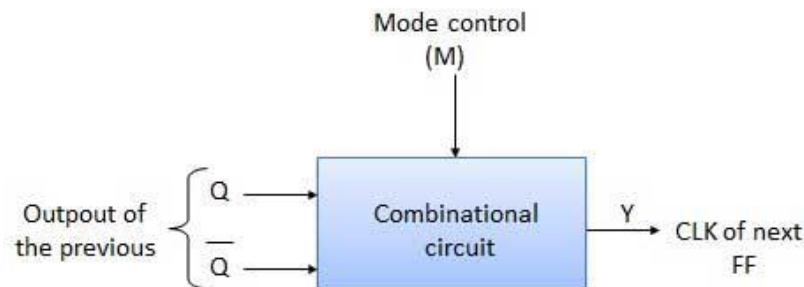 Mode control
(M)
Outpout of
the previous
Q
Q̅
Combinational
circuit
Y
CLK of next
FF